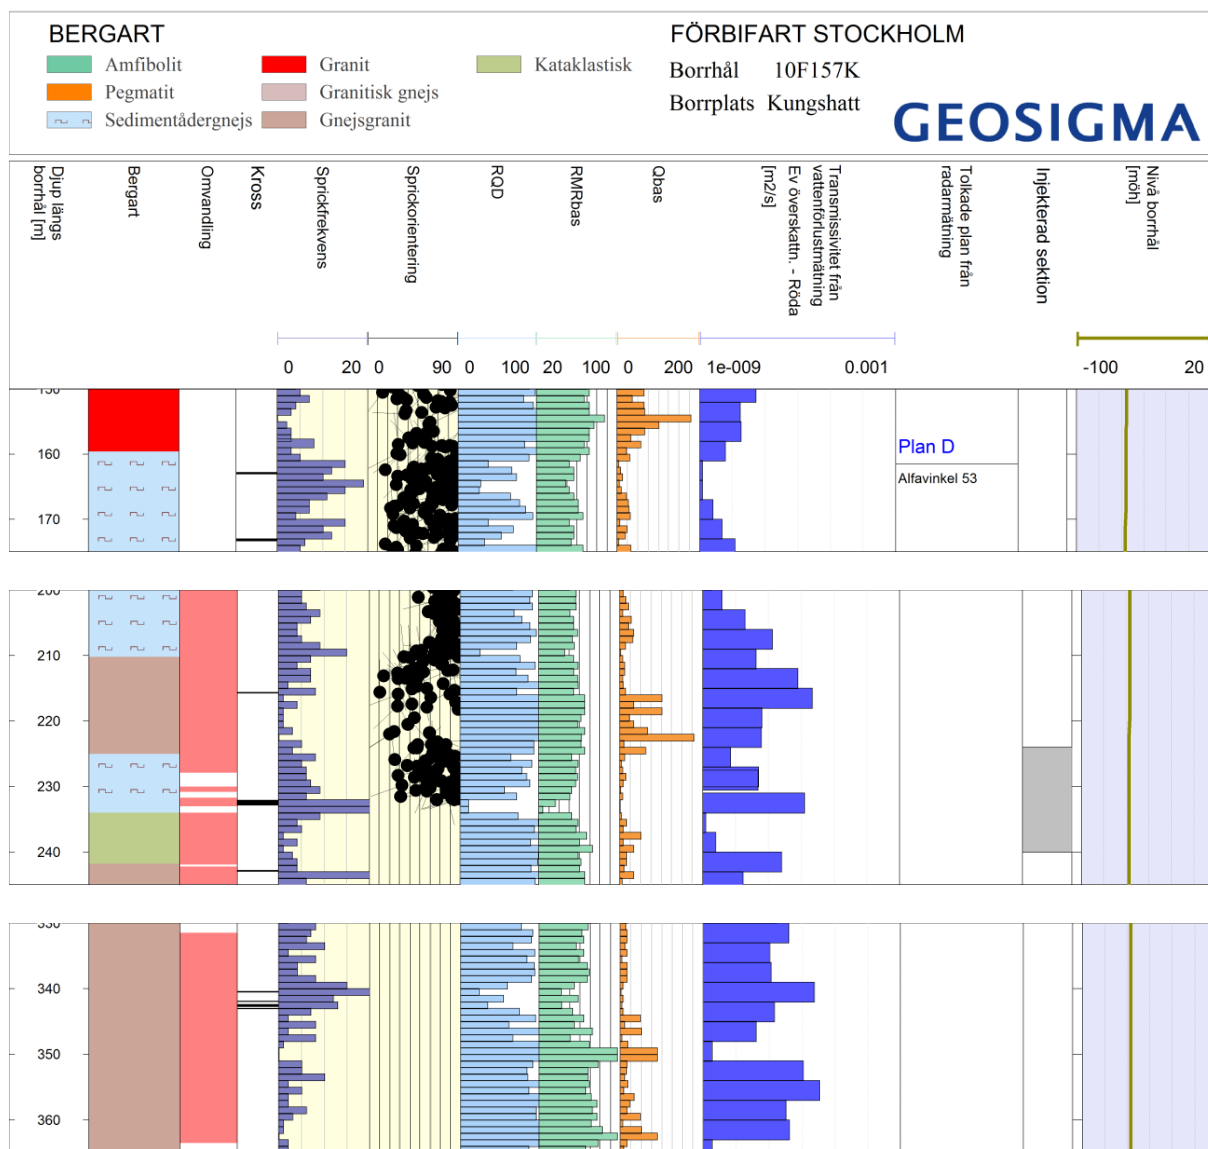 BERGART
FÖRBIFART STOCKHOLM
Amfibolit
Granit
Kataklastisk
Borrhål 10F157K
Pegmatit
Granitisk gnejs
Borrplats Kungshatt
Sedimentådergnejs
Gnejsgranit
GEOSIGMA
Djup längs
borrhål [m]
Bergart
Omvandling
Kross
Sprickfrekvens
Sprickorientering
RQD
RMRbas
Qbas
Transmissivitet från
vattenförlustmätning
Ev överskattn. - Röda
[m2/s]
Tolkade plan från
radarmätning
Injekterad sektion
Nivå borrhål
[möh]
0 20 0 90 0 100 20 100 0 200 1e-009 0.001 -100 20
150
Plan D
160
Alfavinkel 53
170
200
210
220
230
240
330
340
350
360